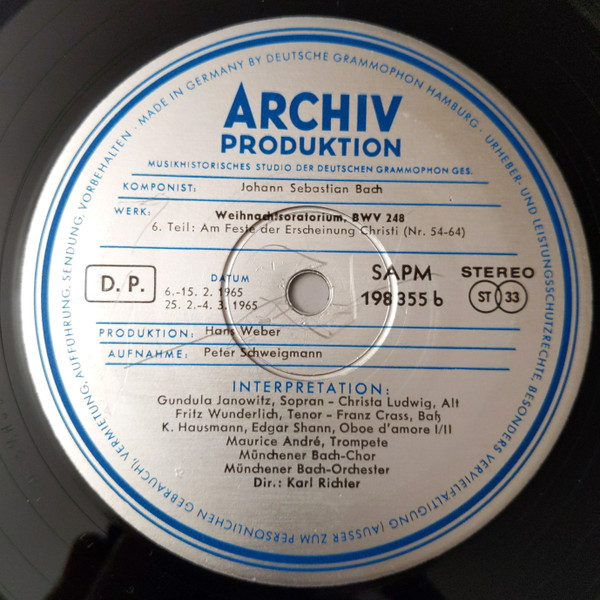 MADE IN GERMANY BY DEUTSCHE GRAMMOPHON HAMBURG · URHEBER- UND LEISTUNGSSCHUTZRECHTE, BESONDERS VERVIELFÄLTIGUNG (AUSSER ZUM PERSÖNLICHEN GEBRAUCH), VERMIETUNG, AUFFÜHRUNG, SENDUNG, VORBEHALTEN ·
ARCHIV
PRODUKTION
MUSIKHISTORISCHES STUDIO DER DEUTSCHEN GRAMMOPHON GES.
KOMPONIST: Johann Sebastian Bach
WERK: Weihnachtsoratorium, BWV 248
6. Teil: Am Feste der Erscheinung Christi (Nr. 54-64)
D. P.
DATUM
6.-15. 2. 1965
25. 2.-4. 3. 1965
SAPM
198 355 b
STEREO
ST 33
PRODUKTION: Hans Weber
AUFNAHME: Peter Schweigmann
INTERPRETATION:
Gundula Janowitz, Sopran - Christa Ludwig, Alt
Fritz Wunderlich, Tenor - Franz Crass, Baß
K. Hausmann, Edgar Shann, Oboe d'amore I/II
Maurice André, Trompete
Münchener Bach-Chor
Münchener Bach-Orchester
Dir.: Karl Richter